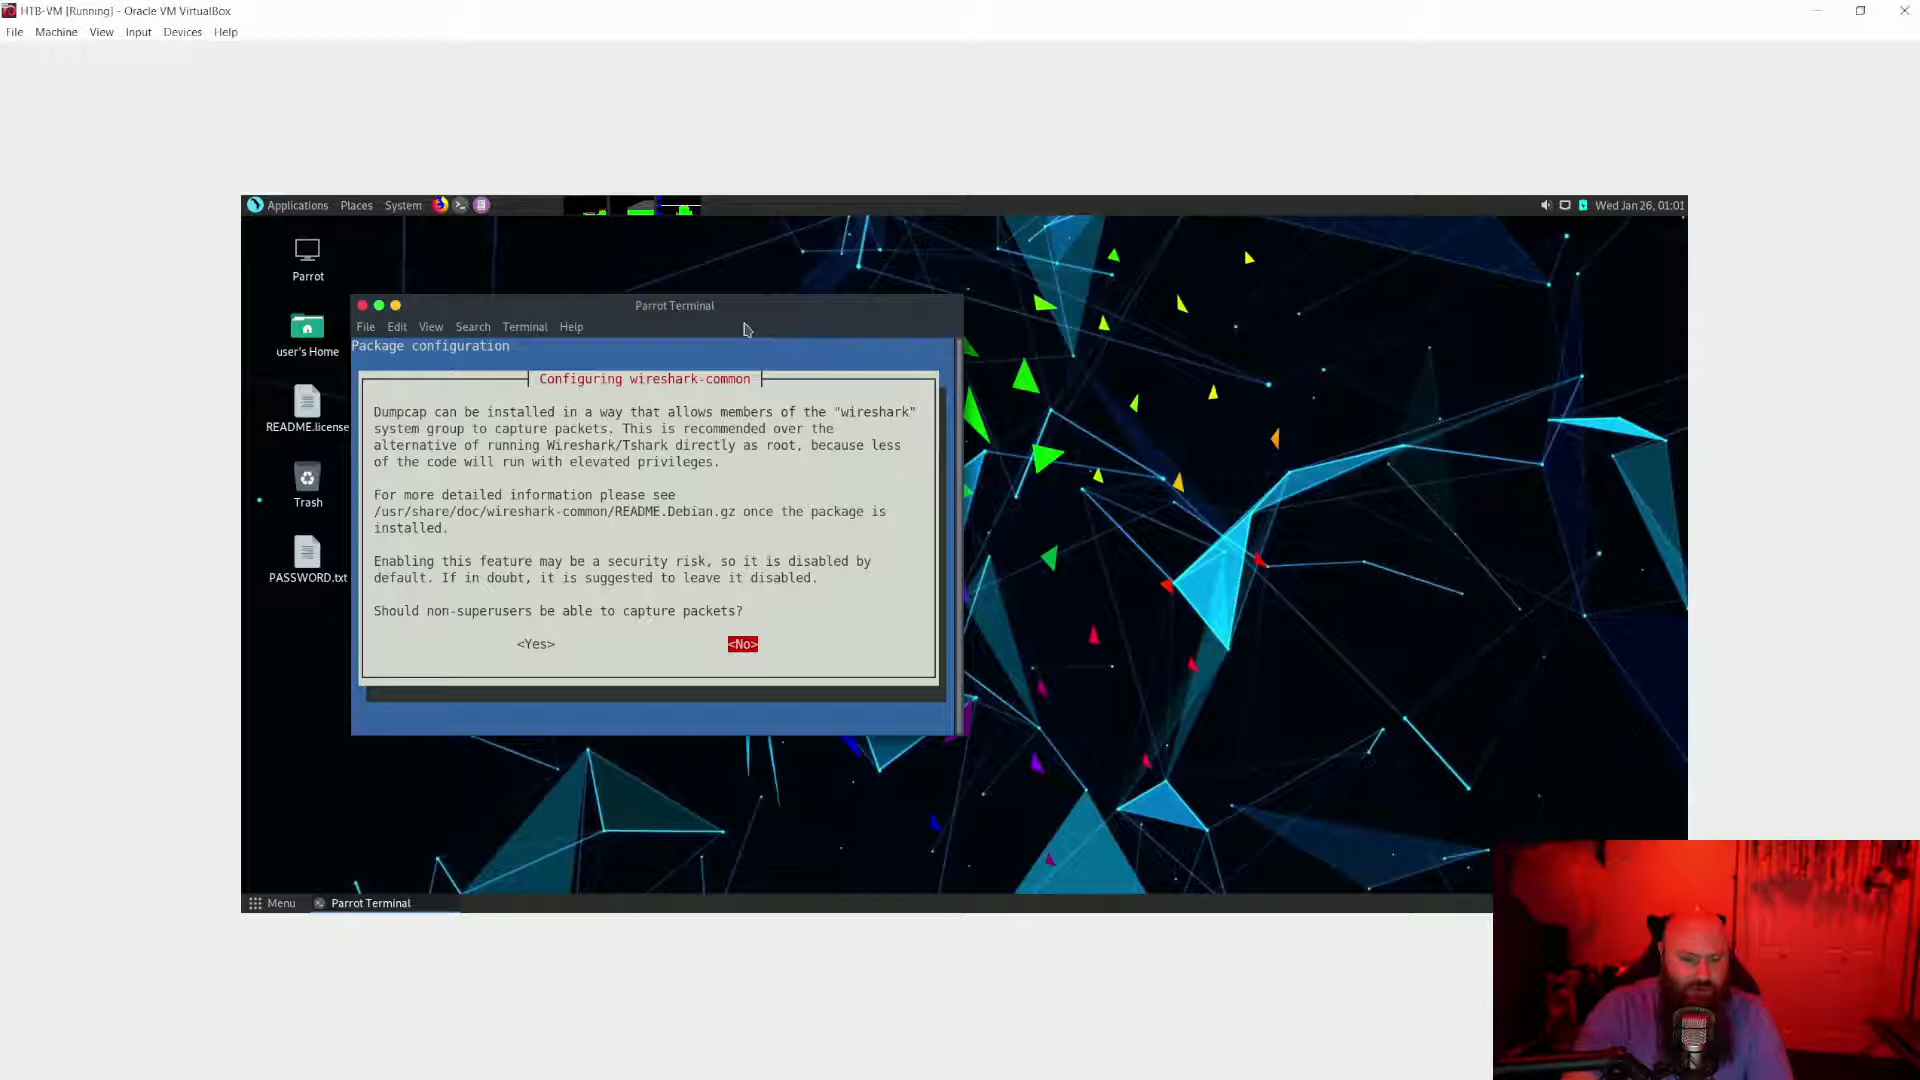 HTB-VM [Running] - Oracle VM VirtualBox
File Machine View Input Devices Help
Applications Places System
Wed Jan 26, 01:01
Parrot
user's Home
README.license
Trash
PASSWORD.txt
Parrot Terminal
File Edit View Search Terminal Help
Package configuration
Configuring wireshark-common
Dumpcap can be installed in a way that allows members of the "wireshark"
system group to capture packets. This is recommended over the
alternative of running Wireshark/Tshark directly as root, because less
of the code will run with elevated privileges.
For more detailed information please see
/usr/share/doc/wireshark-common/README.Debian.gz once the package is
installed.
Enabling this feature may be a security risk, so it is disabled by
default. If in doubt, it is suggested to leave it disabled.
Should non-superusers be able to capture packets?
<Yes> <No>
Menu Parrot Terminal